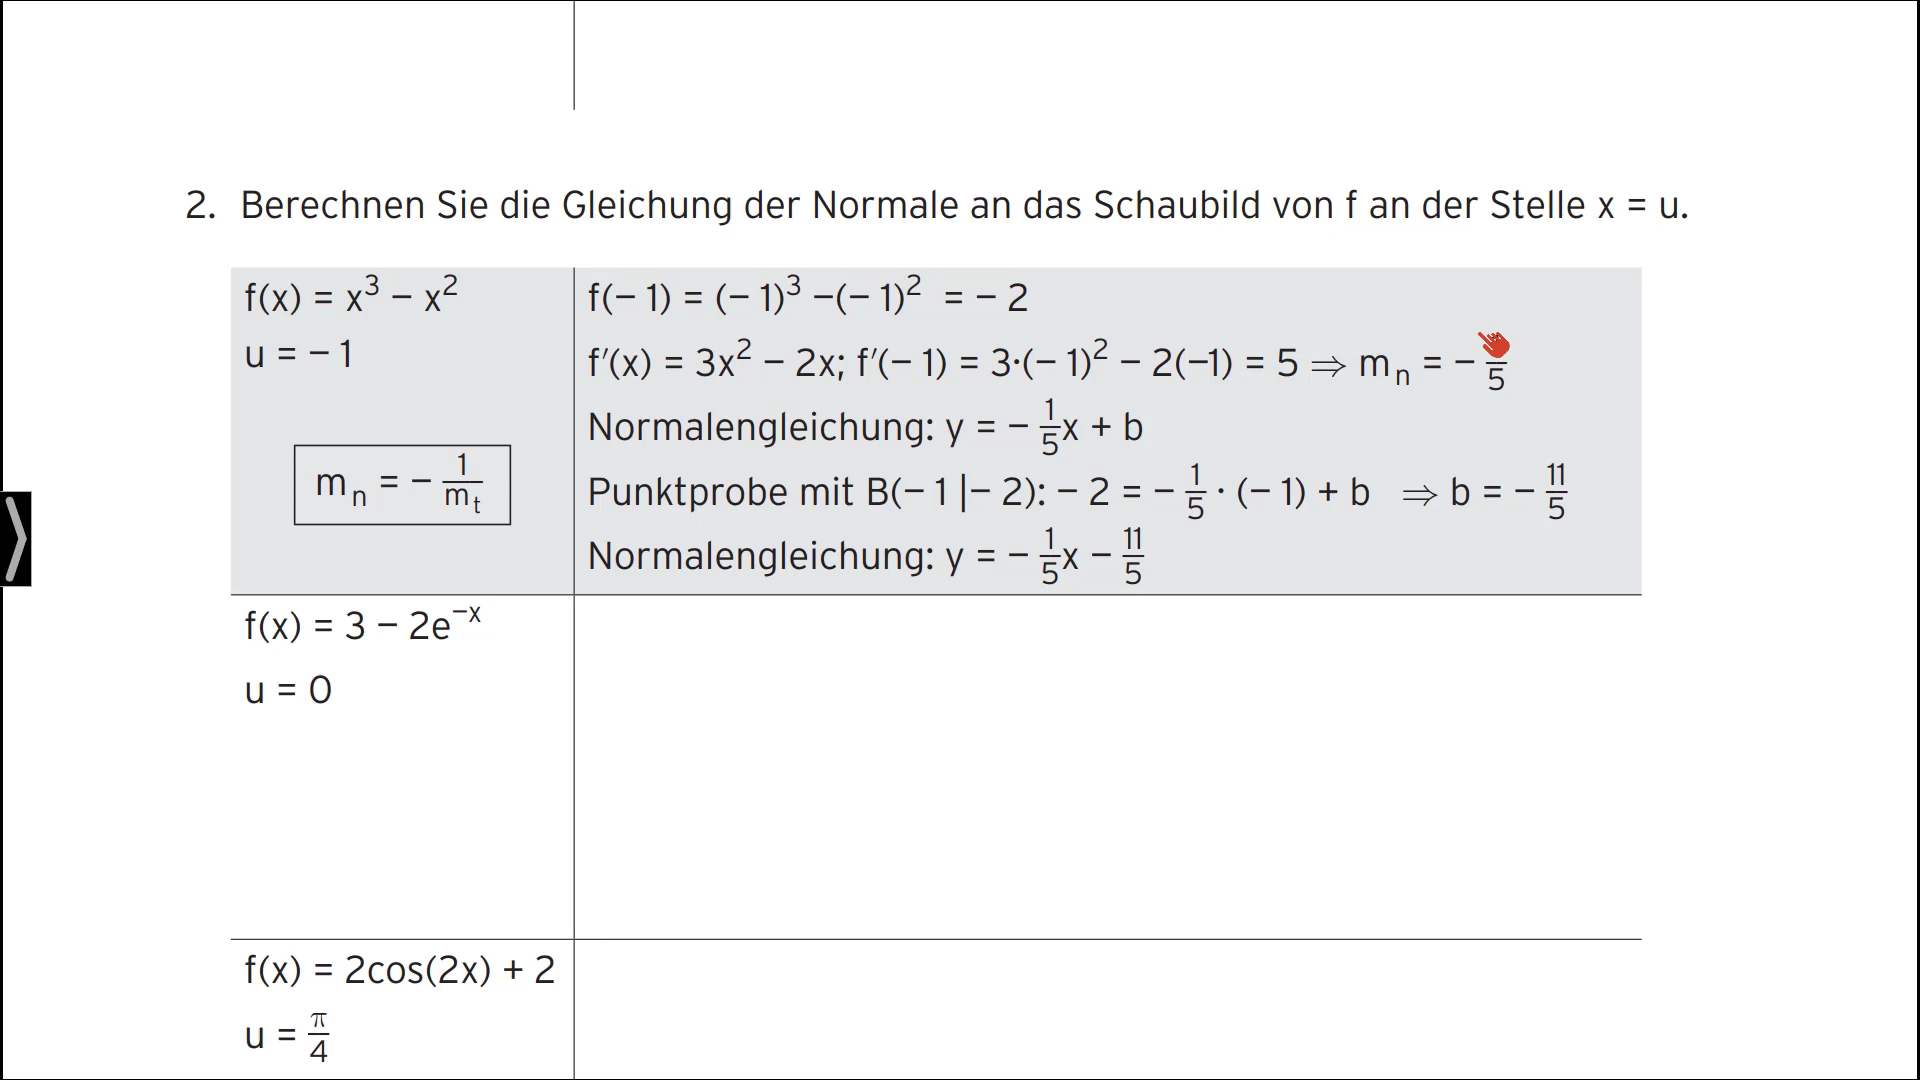 2. Berechnen Sie die Gleichung der Normale an das Schaubild von f an der Stelle x = u.
f(x) = x³ − x²
u = − 1
mₙ = − 1/mₜ
f(− 1) = (− 1)³ −(− 1)² = − 2
f′(x) = 3x² − 2x; f′(− 1) = 3·(− 1)² − 2(−1) = 5 ⇒ mₙ = − /5
Normalengleichung: y = − 1/5 x + b
Punktprobe mit B(− 1 |− 2): − 2 = − 1/5 · (− 1) + b ⇒ b = − 11/5
Normalengleichung: y = − 1/5 x − 11/5
f(x) = 3 − 2e⁻ˣ
u = 0
f(x) = 2cos(2x) + 2
u = π/4